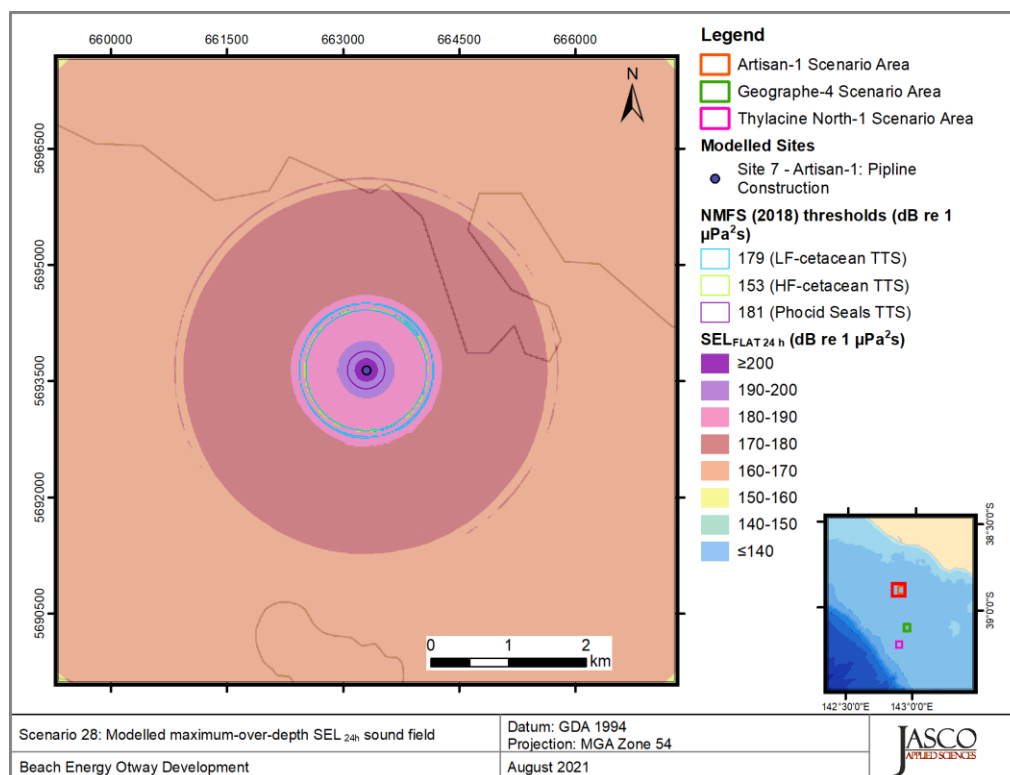 660000 661500 663000 664500 666000
5696500
5695000
5693500
5692000
5690500
N
0 1 2
km
Legend
Artisan-1 Scenario Area
Geographe-4 Scenario Area
Thylacine North-1 Scenario Area
Modelled Sites
Site 7 - Artisan-1: Pipline
Construction
NMFS (2018) thresholds (dB re 1
µPa²s)
179 (LF-cetacean TTS)
153 (HF-cetacean TTS)
181 (Phocid Seals TTS)
SELFLAT 24 h (dB re 1 µPa²s)
≥200
190-200
180-190
170-180
160-170
150-160
140-150
≤140
38°30'0"S
39°0'0"S
142°30'0"E 143°0'0"E
Scenario 28: Modelled maximum-over-depth SEL 24h sound field
Datum: GDA 1994
Projection: MGA Zone 54
Beach Energy Otway Development
August 2021
JASCO
APPLIED SCIENCES